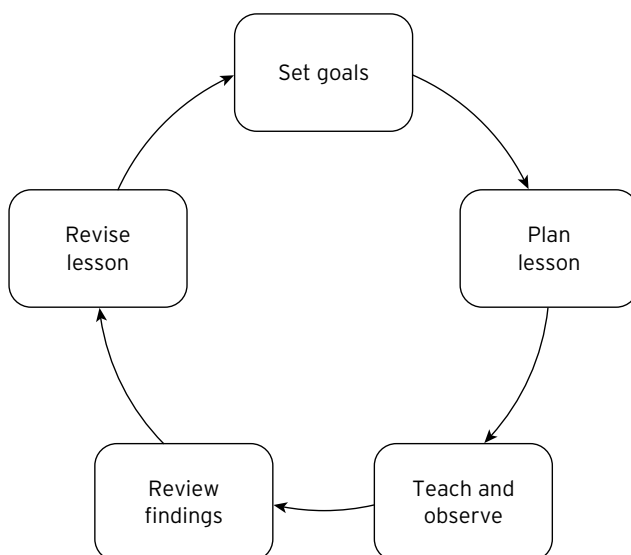 Set goals
Plan
lesson
Teach and
observe
Review
findings
Revise
lesson